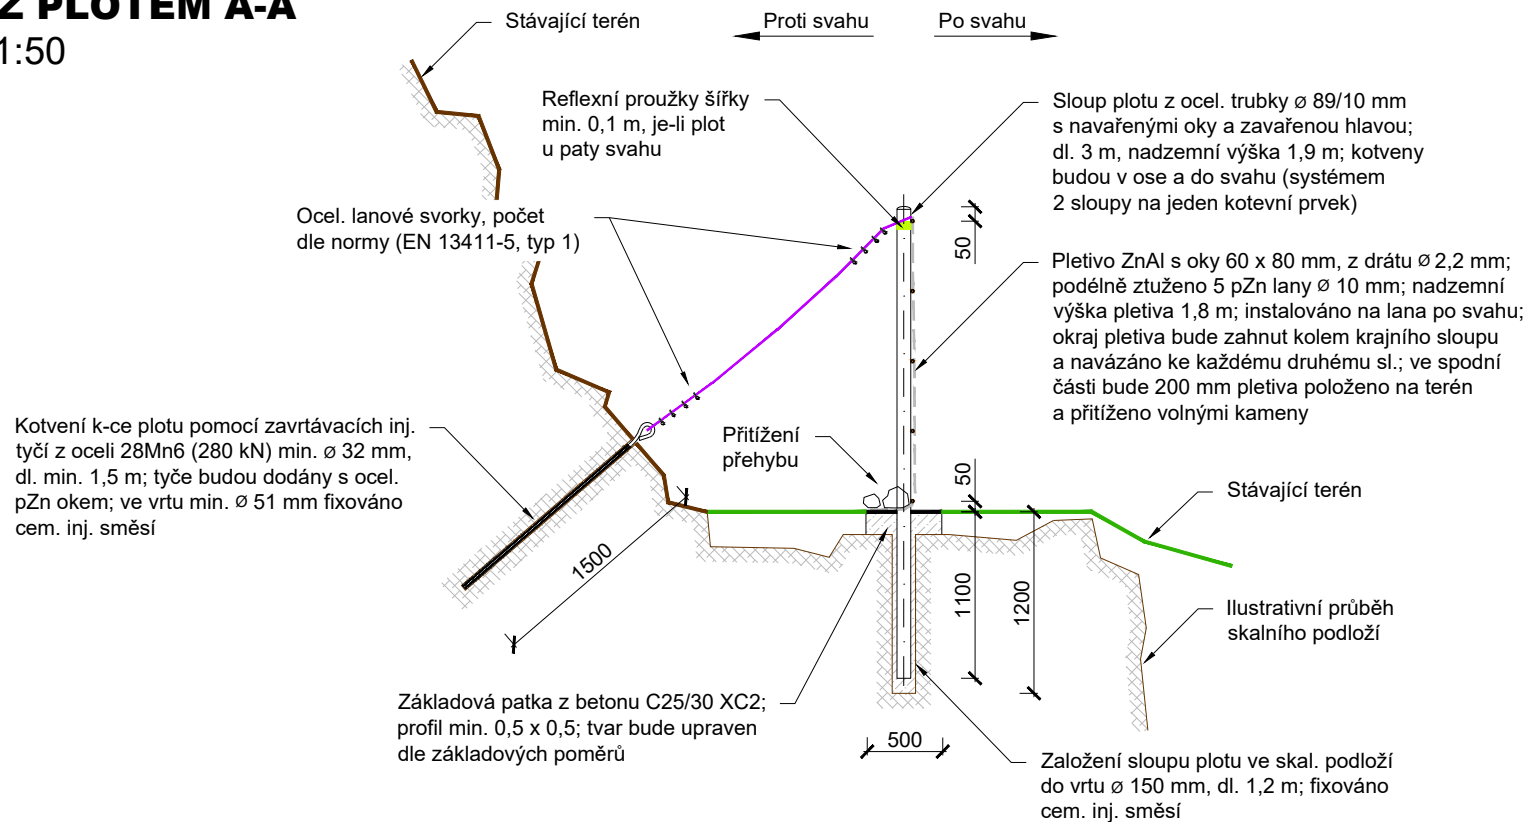 Z PLOTEM A-A
1:50
Stávající terén
Proti svahu
Po svahu
Reflexní proužky šířky
min. 0,1 m, je-li plot
u paty svahu
Sloup plotu z ocel. trubky ø 89/10 mm
s navařenými oky a zavařenou hlavou;
dl. 3 m, nadzemní výška 1,9 m; kotveny
budou v ose a do svahu (systémem
2 sloupy na jeden kotevní prvek)
Ocel. lanové svorky, počet
dle normy (EN 13411-5, typ 1)
50
Pletivo ZnAl s oky 60 x 80 mm, z drátu ø 2,2 mm;
podélně ztuženo 5 pZn lany ø 10 mm; nadzemní
výška pletiva 1,8 m; instalováno na lana po svahu;
okraj pletiva bude zahnut kolem krajního sloupu
a navázáno ke každému druhému sl.; ve spodní
části bude 200 mm pletiva položeno na terén
a přitíženo volnými kameny
Kotvení k-ce plotu pomocí zavrtávacích inj.
tyčí z oceli 28Mn6 (280 kN) min. ø 32 mm,
dl. min. 1,5 m; tyče budou dodány s ocel.
pZn okem; ve vrtu min. ø 51 mm fixováno
cem. inj. směsí
Přitížení
přehybu
50
Stávající terén
1500
1100
1200
Ilustrativní průběh
skalního podloží
Základová patka z betonu C25/30 XC2;
profil min. 0,5 x 0,5; tvar bude upraven
dle základových poměrů
500
Založení sloupu plotu ve skal. podloží
do vrtu ø 150 mm, dl. 1,2 m; fixováno
cem. inj. směsí